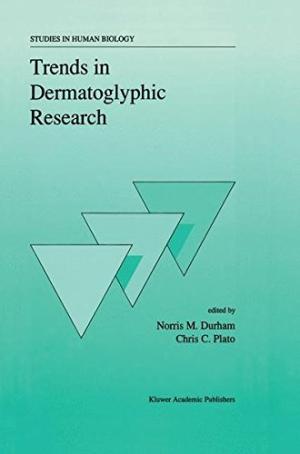 STUDIES IN HUMAN BIOLOGY
Trends in
Dermatoglyphic
Research
edited by
Norris M. Durham
Chris C. Plato
Kluwer Academic Publishers